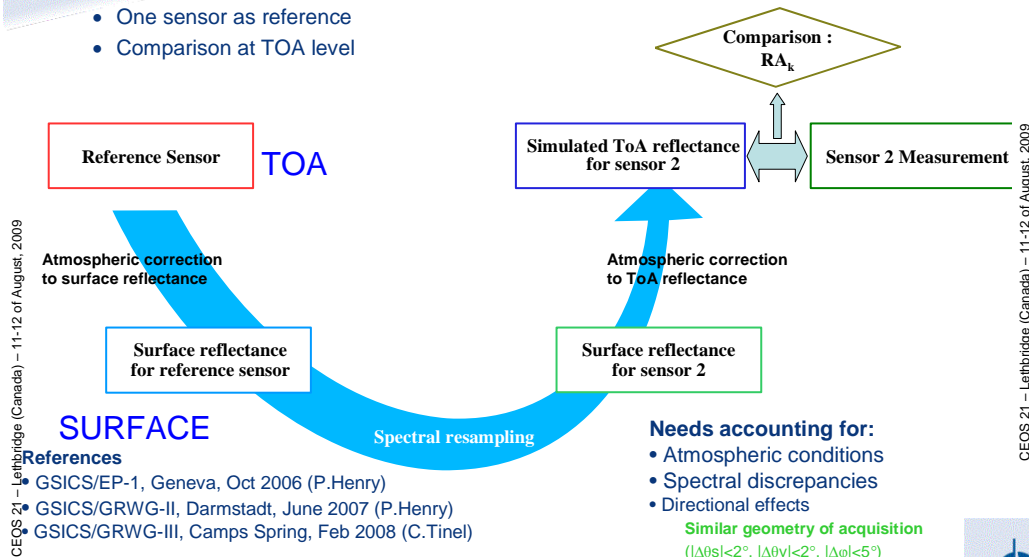 • One sensor as reference
• Comparison at TOA level
Comparison :
RAk
Reference Sensor
TOA
Simulated ToA reflectance
for sensor 2
Sensor 2 Measurement
Atmospheric correction
to surface reflectance
Atmospheric correction
to ToA reflectance
Surface reflectance
for reference sensor
Surface reflectance
for sensor 2
SURFACE
Spectral resampling
References
• GSICS/EP-1, Geneva, Oct 2006 (P.Henry)
• GSICS/GRWG-II, Darmstadt, June 2007 (P.Henry)
• GSICS/GRWG-III, Camps Spring, Feb 2008 (C.Tinel)
Needs accounting for:
• Atmospheric conditions
• Spectral discrepancies
• Directional effects
Similar geometry of acquisition
(|Δθs|<2°, |Δθv|<2°, |Δφ|<5°)
CEOS 21 – Lethbridge (Canada) – 11-12 of August, 2009
CEOS 21 – Lethbridge (Canada) – 11-12 of August, 2009